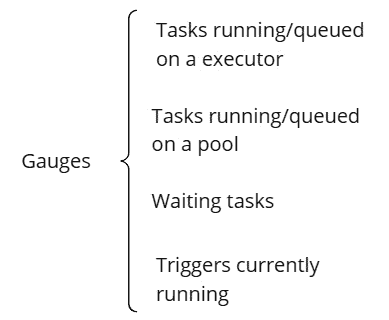 Tasks running/queued
on a executor
Tasks running/queued
on a pool
Gauges
Waiting tasks
Triggers currently
running